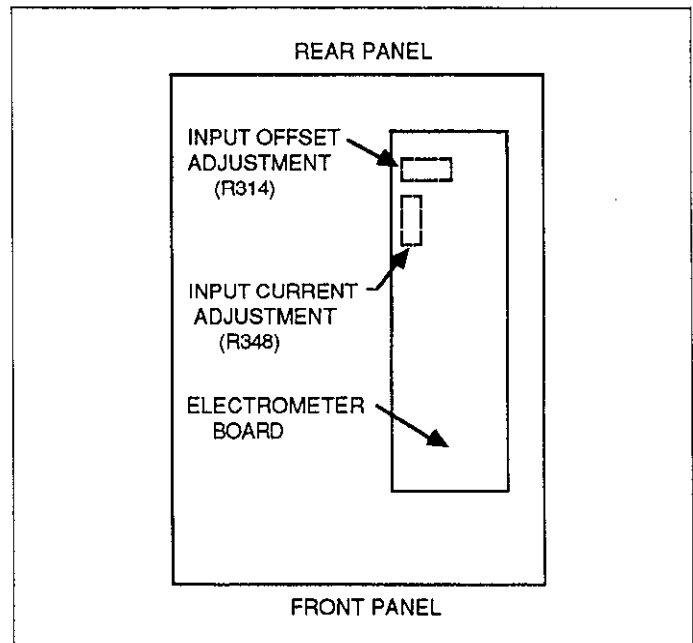 REAR PANEL
INPUT OFFSET
ADJUSTMENT
(R314)
INPUT CURRENT
ADJUSTMENT
(R348)
ELECTROMETER
BOARD
FRONT PANEL